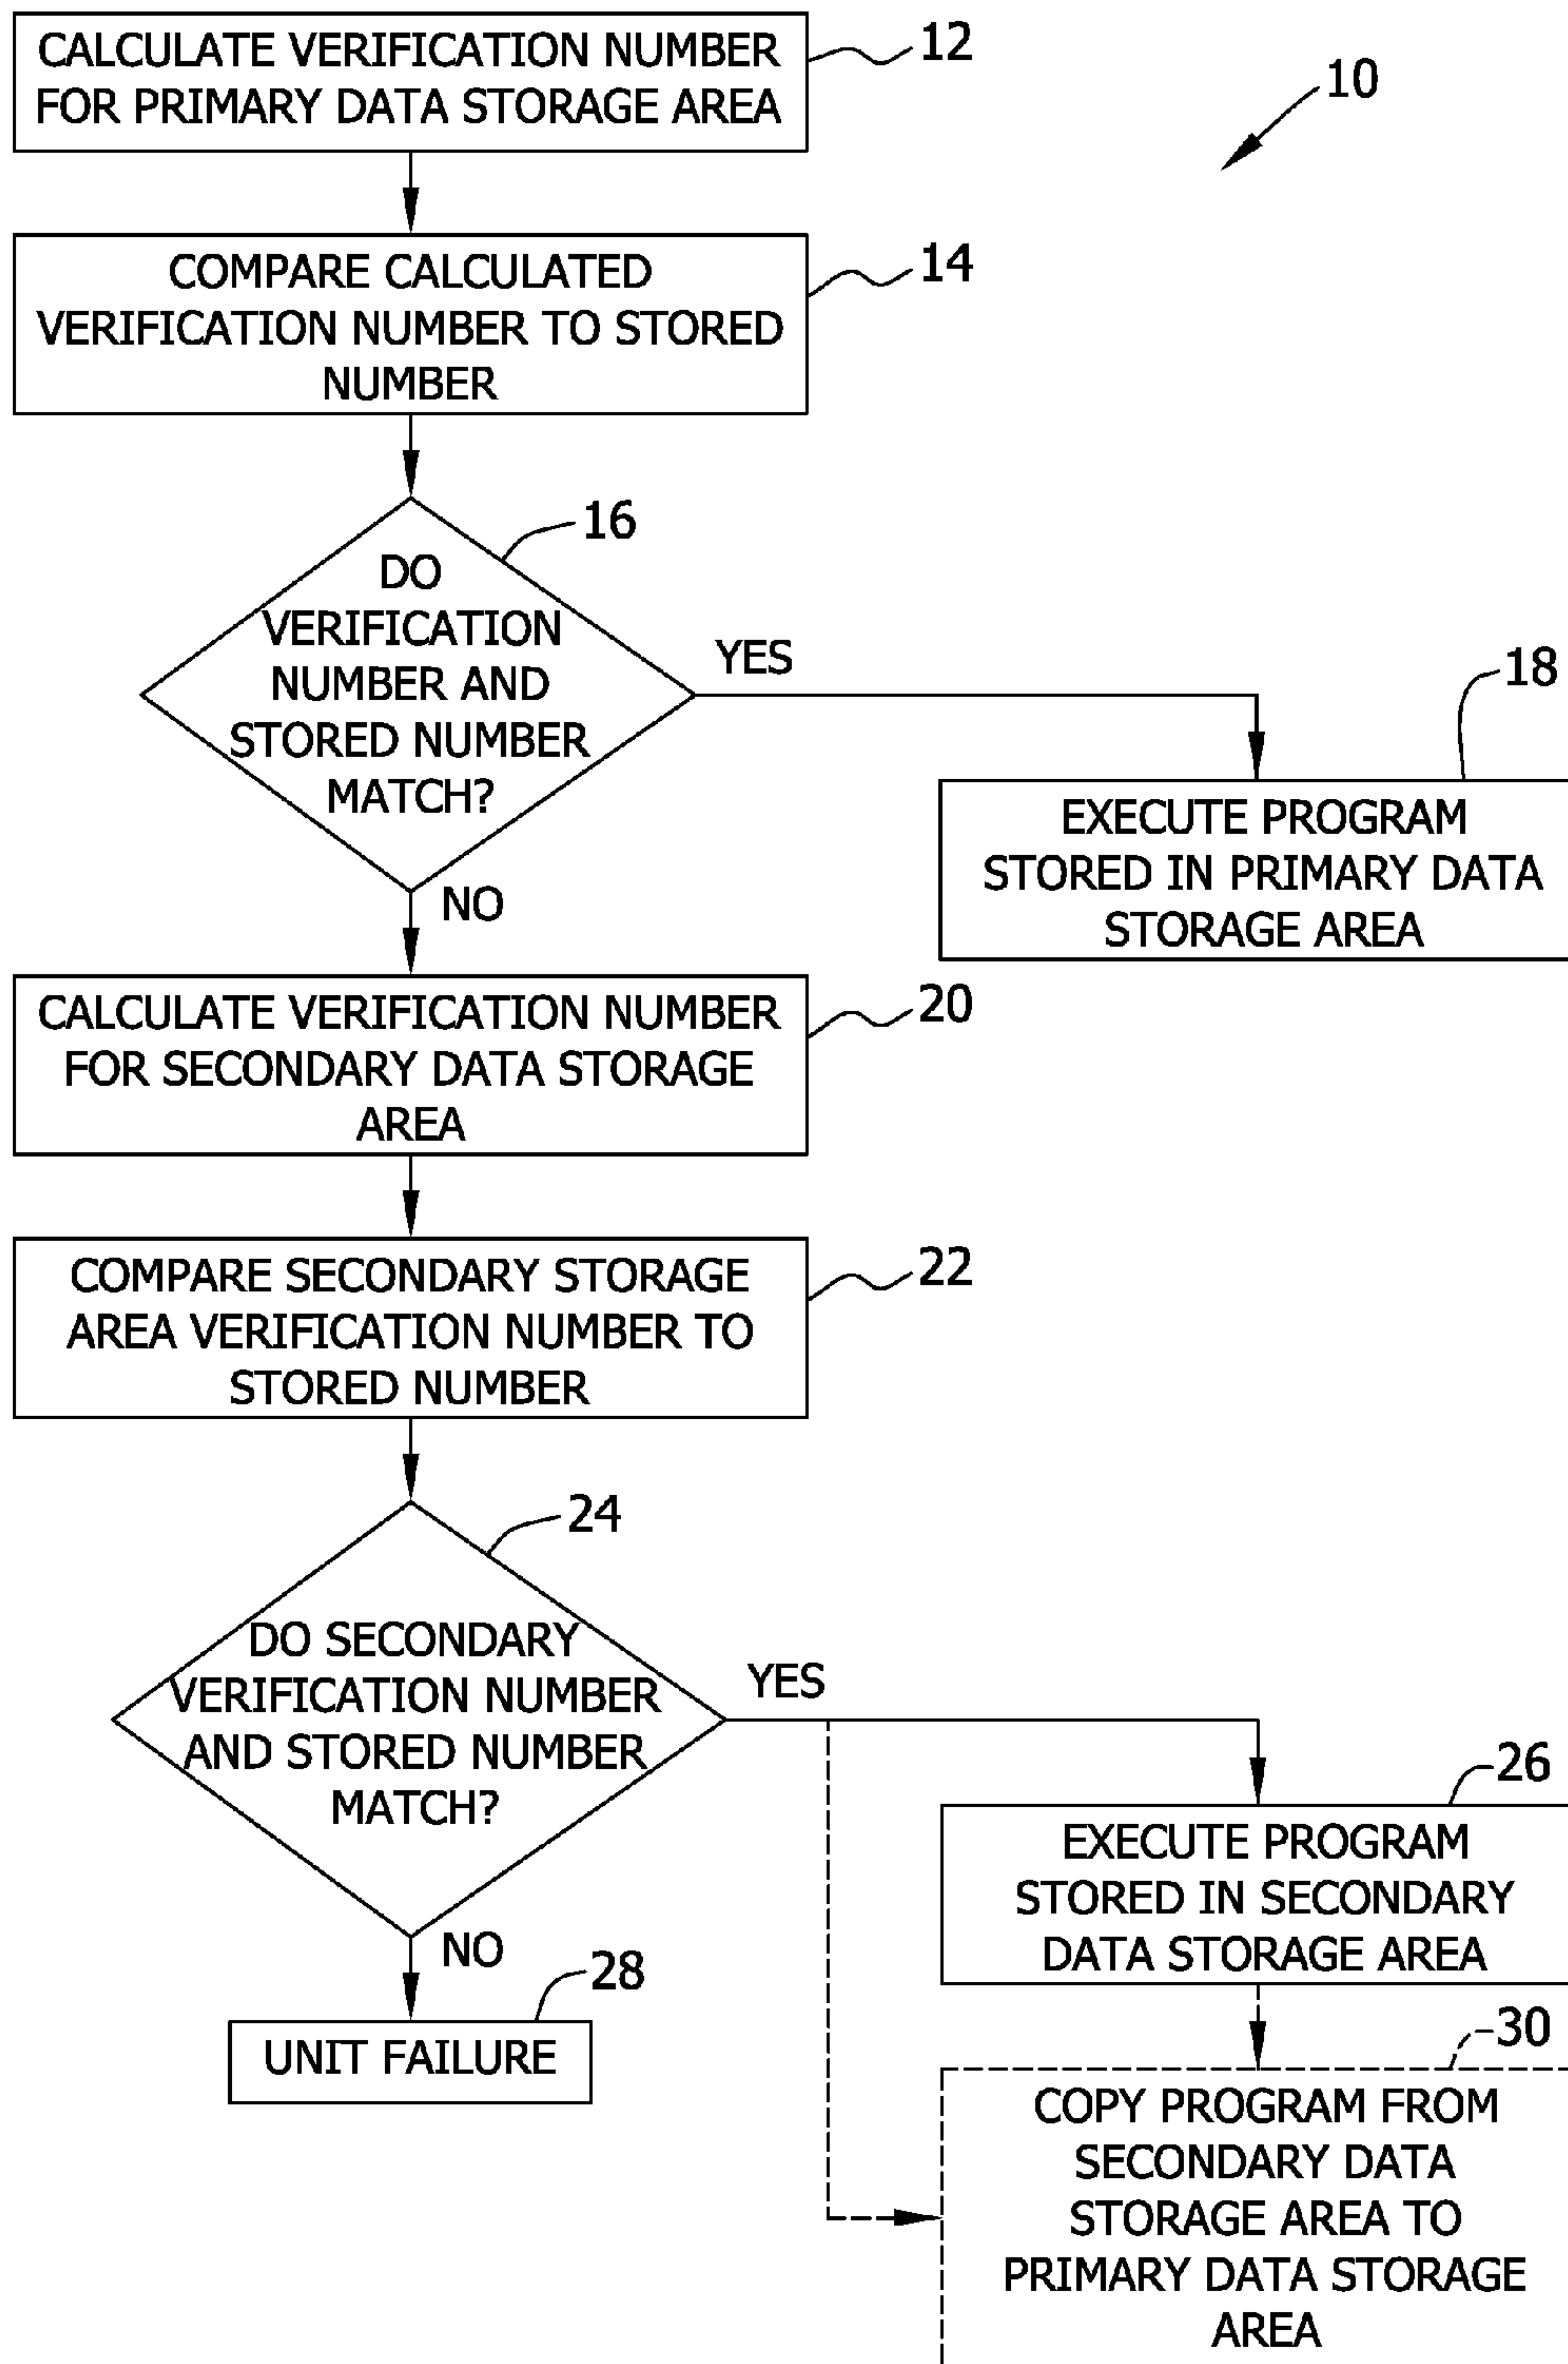 CALCULATE VERIFICATION NUMBER
FOR PRIMARY DATA STORAGE AREA
12
10
COMPARE CALCULATED
VERIFICATION NUMBER TO STORED
NUMBER
14
16
DO
VERIFICATION
NUMBER AND
STORED NUMBER
MATCH?
YES
18
EXECUTE PROGRAM
STORED IN PRIMARY DATA
STORAGE AREA
NO
CALCULATE VERIFICATION NUMBER
FOR SECONDARY DATA STORAGE
AREA
20
COMPARE SECONDARY STORAGE
AREA VERIFICATION NUMBER TO
STORED NUMBER
22
24
DO SECONDARY
VERIFICATION NUMBER
AND STORED NUMBER
MATCH?
YES
26
EXECUTE PROGRAM
STORED IN SECONDARY
DATA STORAGE AREA
NO
28
UNIT FAILURE
30
COPY PROGRAM FROM
SECONDARY DATA
STORAGE AREA TO
PRIMARY DATA STORAGE
AREA